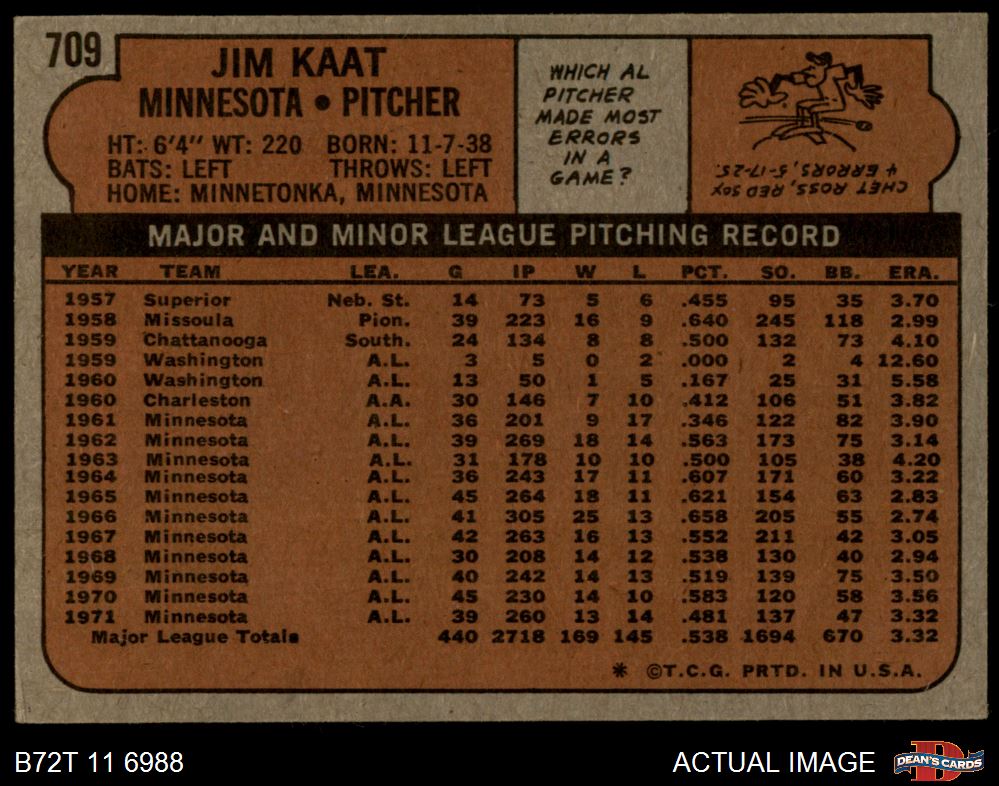 709
JIM KAAT
MINNESOTA • PITCHER
HT: 6'4" WT: 220 BORN: 11-7-38
BATS: LEFT THROWS: LEFT
HOME: MINNETONKA, MINNESOTA
WHICH AL
PITCHER
MADE MOST
ERRORS
IN A
GAME?
CHET ROSS, RED SOX
4 ERRORS, 5-17-25.
MAJOR AND MINOR LEAGUE PITCHING RECORD
YEAR TEAM LEA. G IP W L PCT. SO. BB. ERA.
1957 Superior Neb. St. 14 73 5 6 .455 95 35 3.70
1958 Missoula Pion. 39 223 16 9 .640 245 118 2.99
1959 Chattanooga South. 24 134 8 8 .500 132 73 4.10
1959 Washington A.L. 3 5 0 2 .000 2 4 12.60
1960 Washington A.L. 13 50 1 5 .167 25 31 5.58
1960 Charleston A.A. 30 146 7 10 .412 106 51 3.82
1961 Minnesota A.L. 36 201 9 17 .346 122 82 3.90
1962 Minnesota A.L. 39 269 18 14 .563 173 75 3.14
1963 Minnesota A.L. 31 178 10 10 .500 105 38 4.20
1964 Minnesota A.L. 36 243 17 11 .607 171 60 3.22
1965 Minnesota A.L. 45 264 18 11 .621 154 63 2.83
1966 Minnesota A.L. 41 305 25 13 .658 205 55 2.74
1967 Minnesota A.L. 42 263 16 13 .552 211 42 3.05
1968 Minnesota A.L. 30 208 14 12 .538 130 40 2.94
1969 Minnesota A.L. 40 242 14 13 .519 139 75 3.50
1970 Minnesota A.L. 45 230 14 10 .583 120 58 3.56
1971 Minnesota A.L. 39 260 13 14 .481 137 47 3.32
Major League Totals 440 2718 169 145 .538 1694 670 3.32
* ©T.C.G. PRTD. IN U.S.A.
B72T 11 6988 ACTUAL IMAGE
D
DEAN'S CARDS